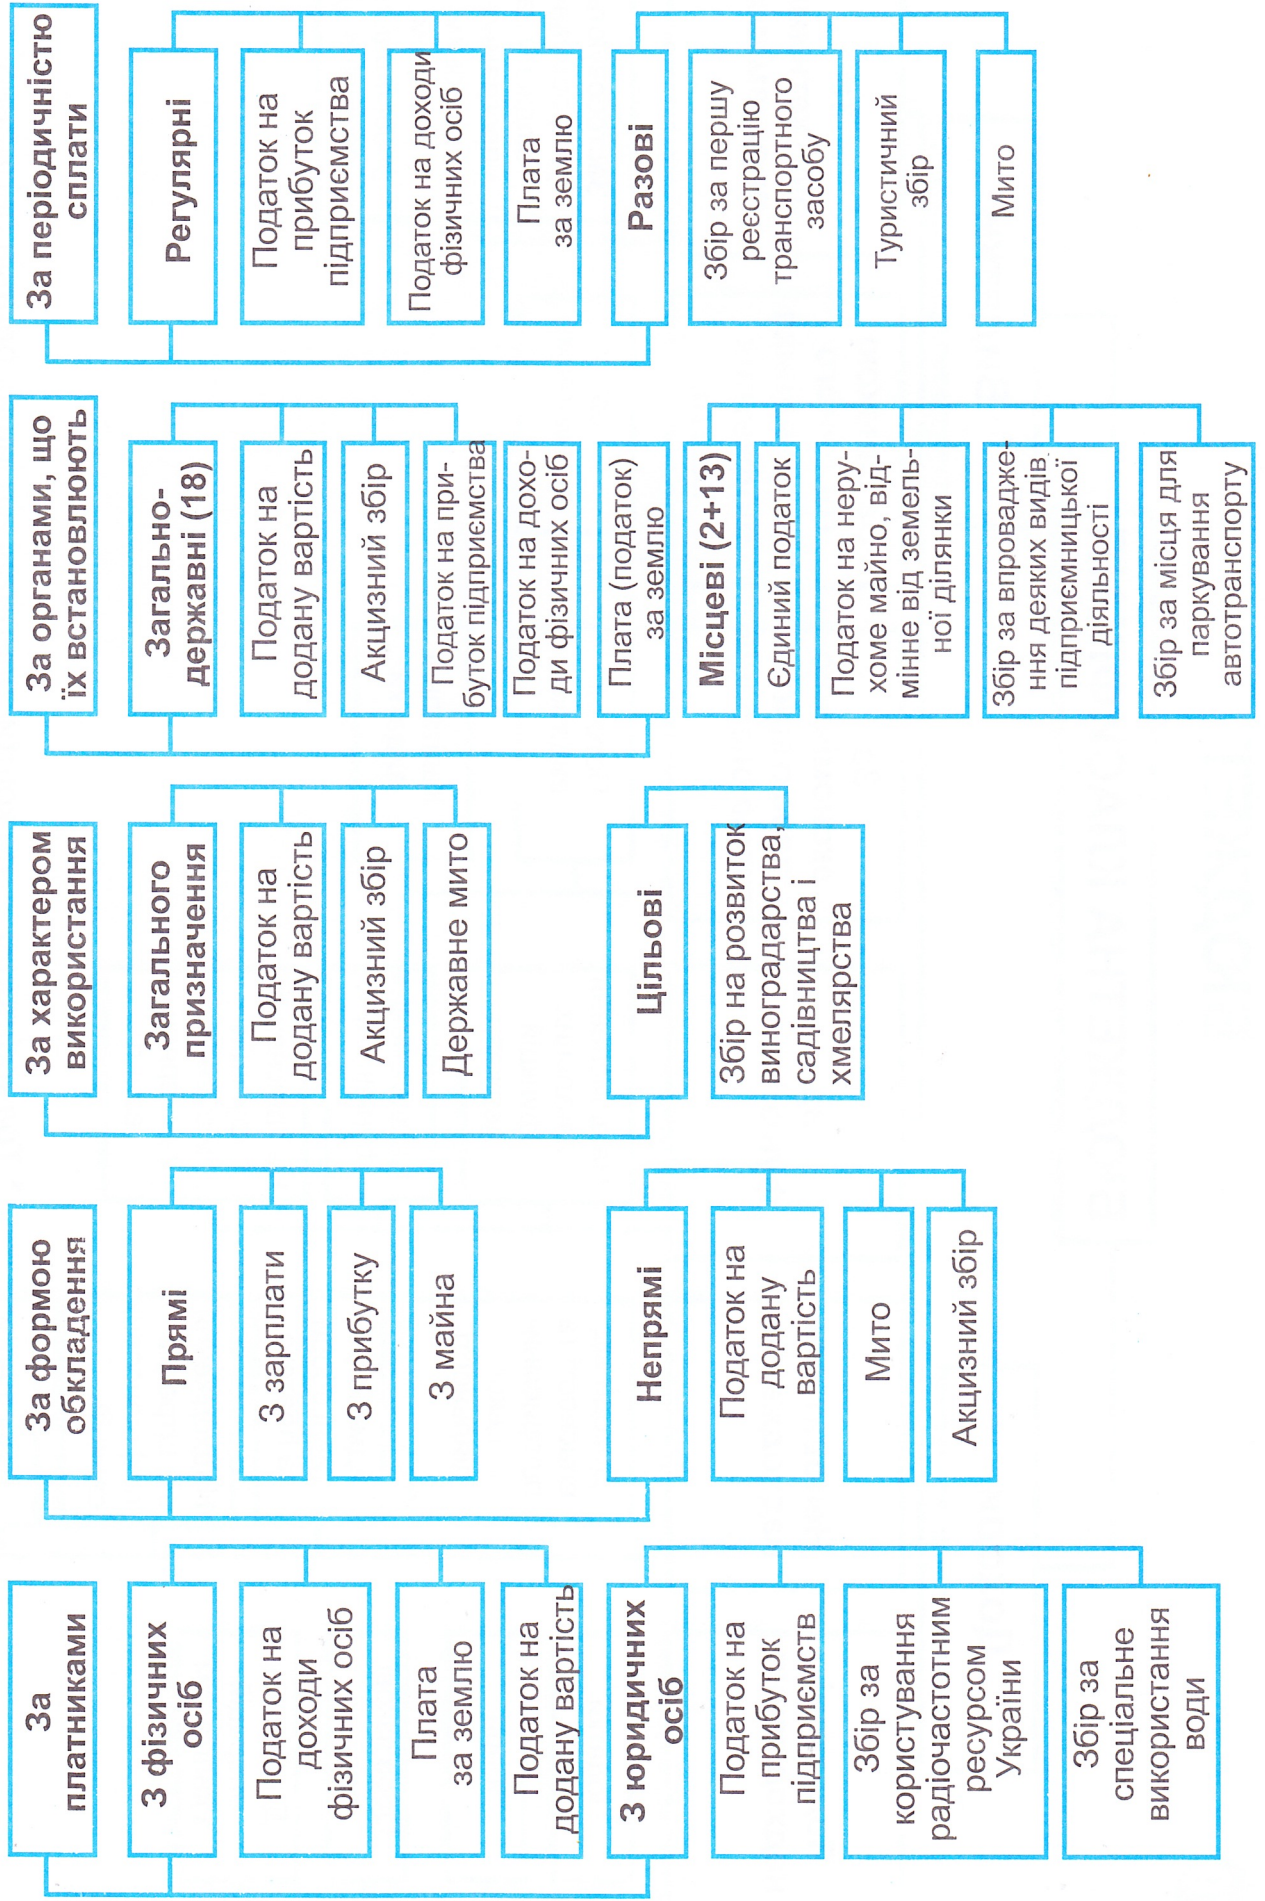 За
платниками
З фізичних
осіб
Податок на
доходи
фізичних осіб
Плата
за землю
Податок на
додану вартість
З юридичних
осіб
Податок на
прибуток
підприємств
Збір за
користування
радіочастотним
ресурсом
України
Збір за
спеціальне
використання
води
За формою
обкладення
Прямі
З зарплати
З прибутку
З майна
Непрямі
Податок на
додану
вартість
Мито
Акцизний збір
За характером
використання
Загального
призначення
Податок на
додану вартість
Акцизний збір
Державне мито
Цільові
Збір на розвиток
виноградарства,
садівництва і
хмелярства
За органами, що
їх встановлюють
Загально-
державні (18)
Податок на
додану вартість
Акцизний збір
Податок на при-
буток підприємства
Податок на дохо-
ди фізичних осіб
Плата (податок)
за землю
Місцеві (2+13)
Єдиний податок
Податок на неру-
хоме майно, від-
мінне від земель-
ної ділянки
Збір за впроваджен-
ня деяких видів
підприємницької
діяльності
Збір за місця для
паркування
автотранспорту
За періодичністю
сплати
Регулярні
Податок на
прибуток
підприємства
Податок на доходи
фізичних осіб
Плата
за землю
Разові
Збір за першу
реєстрацію
транспортного
засобу
Туристичний
збір
Мито